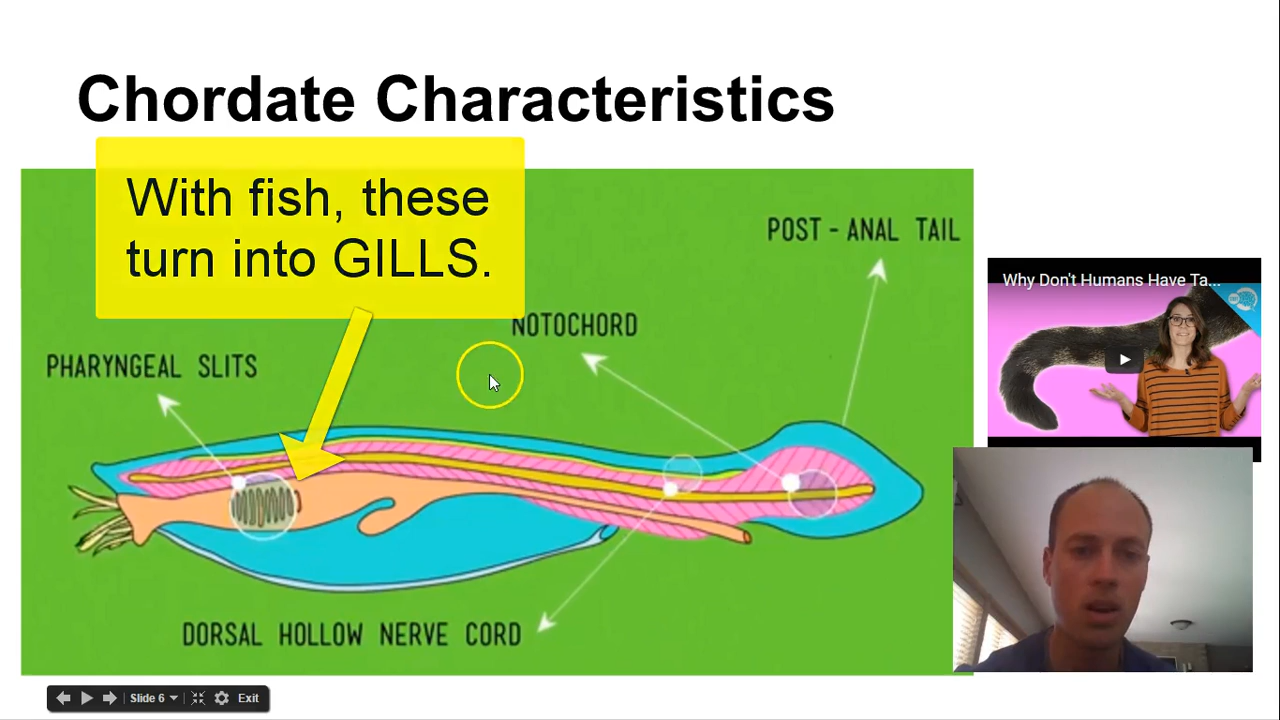 Chordate Characteristics
With fish, these
turn into GILLS.
POST - ANAL TAIL
NOTOCHORD
PHARYNGEAL SLITS
DORSAL HOLLOW NERVE CORD
Why Don't Humans Have Ta...
Slide 6
Exit